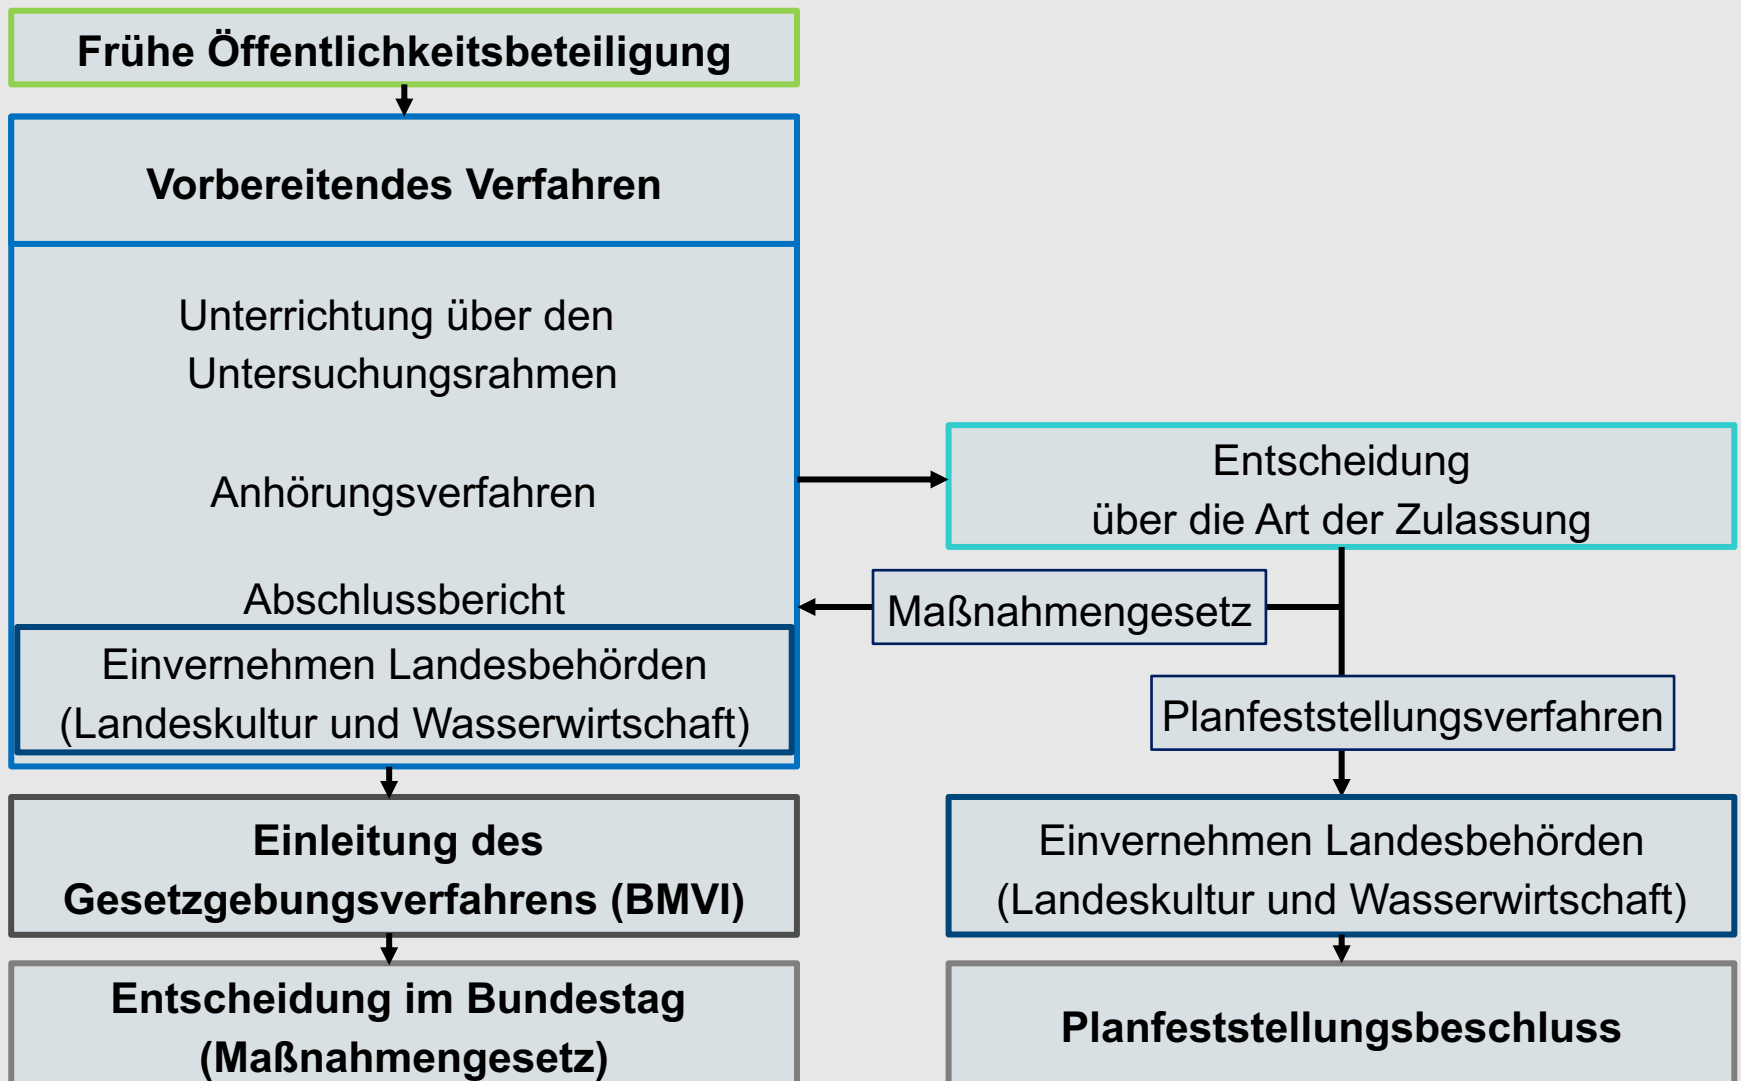 Frühe Öffentlichkeitsbeteiligung
Vorbereitendes Verfahren
Unterrichtung über den
Untersuchungsrahmen
Anhörungsverfahren
Abschlussbericht
Einvernehmen Landesbehörden
(Landeskultur und Wasserwirtschaft)
Einleitung des
Gesetzgebungsverfahrens (BMVI)
Entscheidung im Bundestag
(Maßnahmengesetz)
Entscheidung
über die Art der Zulassung
Maßnahmengesetz
Planfeststellungsverfahren
Einvernehmen Landesbehörden
(Landeskultur und Wasserwirtschaft)
Planfeststellungsbeschluss